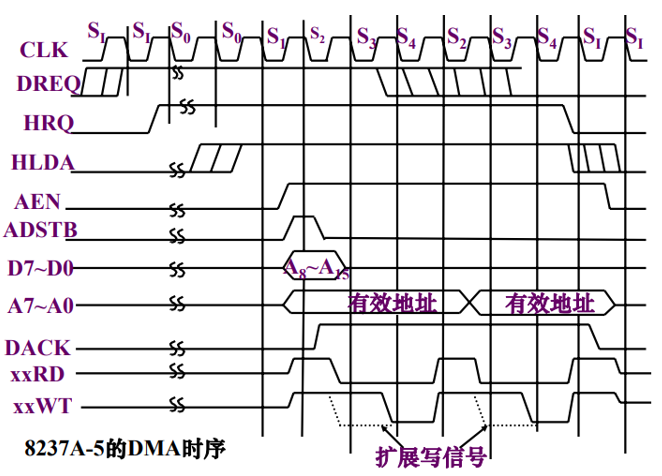 S_I S_I S_0 S_0 S_1 S_2 S_3 S_4 S_2 S_3 S_4 S_I S_I
CLK
DREQ
HRQ
HLDA
AEN
ADSTB
D7~D0 A_8~A_15
A7~A0 有效地址 有效地址
DACK
xxRD
xxWT
8237A-5的DMA时序 扩展写信号